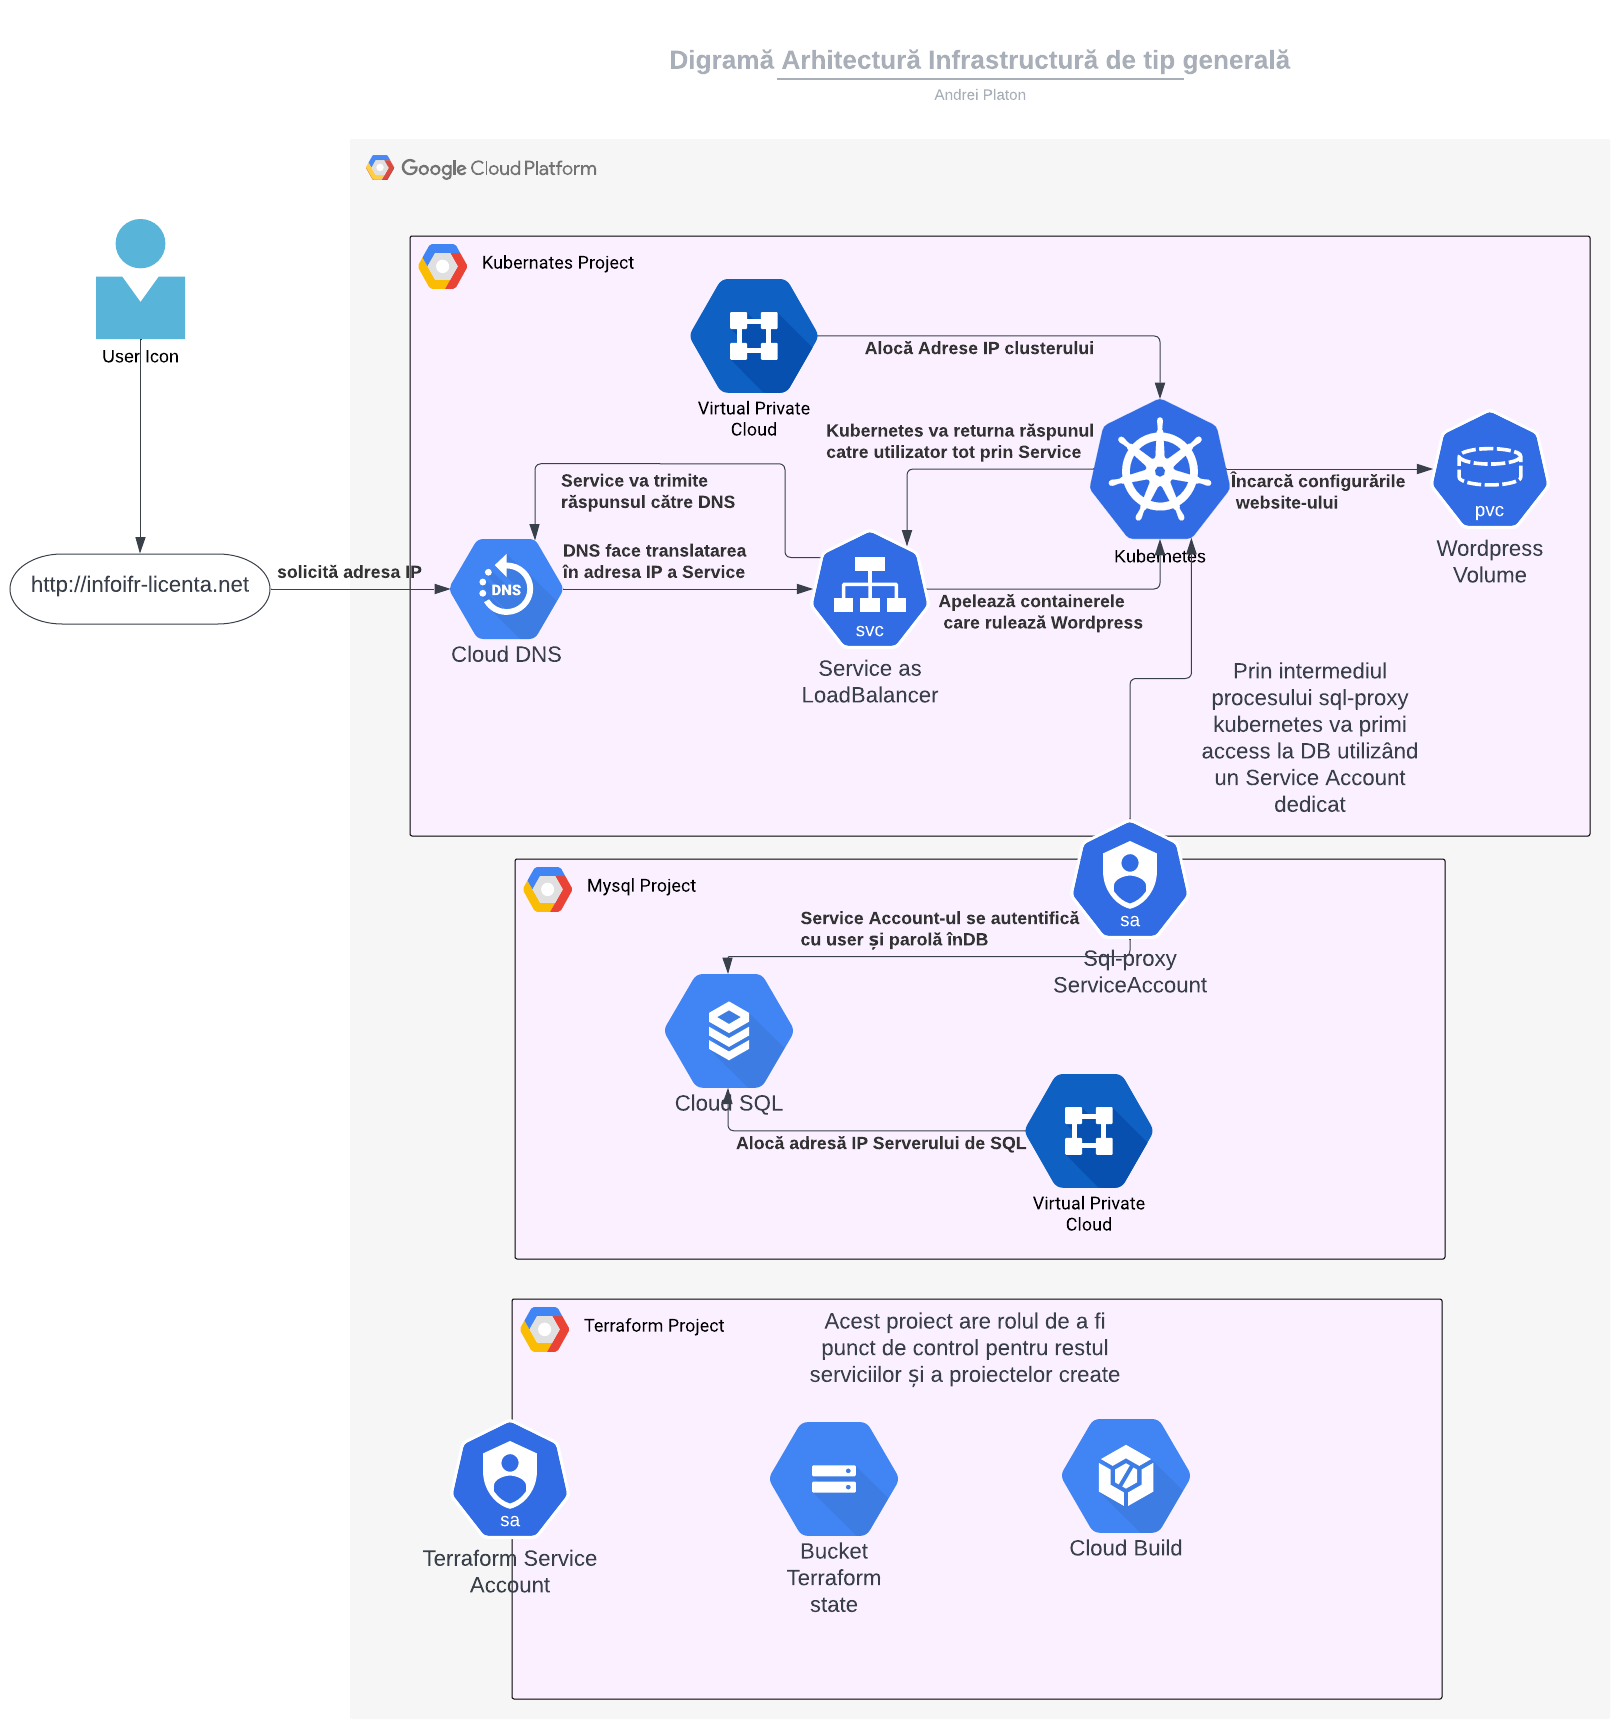 Digramă Arhitectură Infrastructură de tip generală
Andrei Platon
Google Cloud Platform
Kubernates Project
User Icon
Alocă Adrese IP clusterului
Virtual Private
Cloud
Kubernetes va returna răspunul
catre utilizator tot prin Service
Service va trimite
răspunsul către DNS
Încarcă configurările
website-ului
pvc
Wordpress
Volume
Kubernetes
DNS face translatarea
în adresa IP a Service
http://infoifr-licenta.net
solicită adresa IP
DNS
Cloud DNS
svc
Service as
LoadBalancer
Apelează containerele
care rulează Wordpress
Prin intermediul
procesului sql-proxy
kubernetes va primi
access la DB utilizând
un Service Account
dedicat
Mysql Project
Service Account-ul se autentifică
cu user și parolă înDB
sa
Sql-proxy
ServiceAccount
Cloud SQL
Alocă adresă IP Serverului de SQL
Virtual Private
Cloud
Terraform Project
Acest proiect are rolul de a fi
punct de control pentru restul
serviciilor și a proiectelor create
sa
Terraform Service
Account
Bucket
Terraform
state
Cloud Build